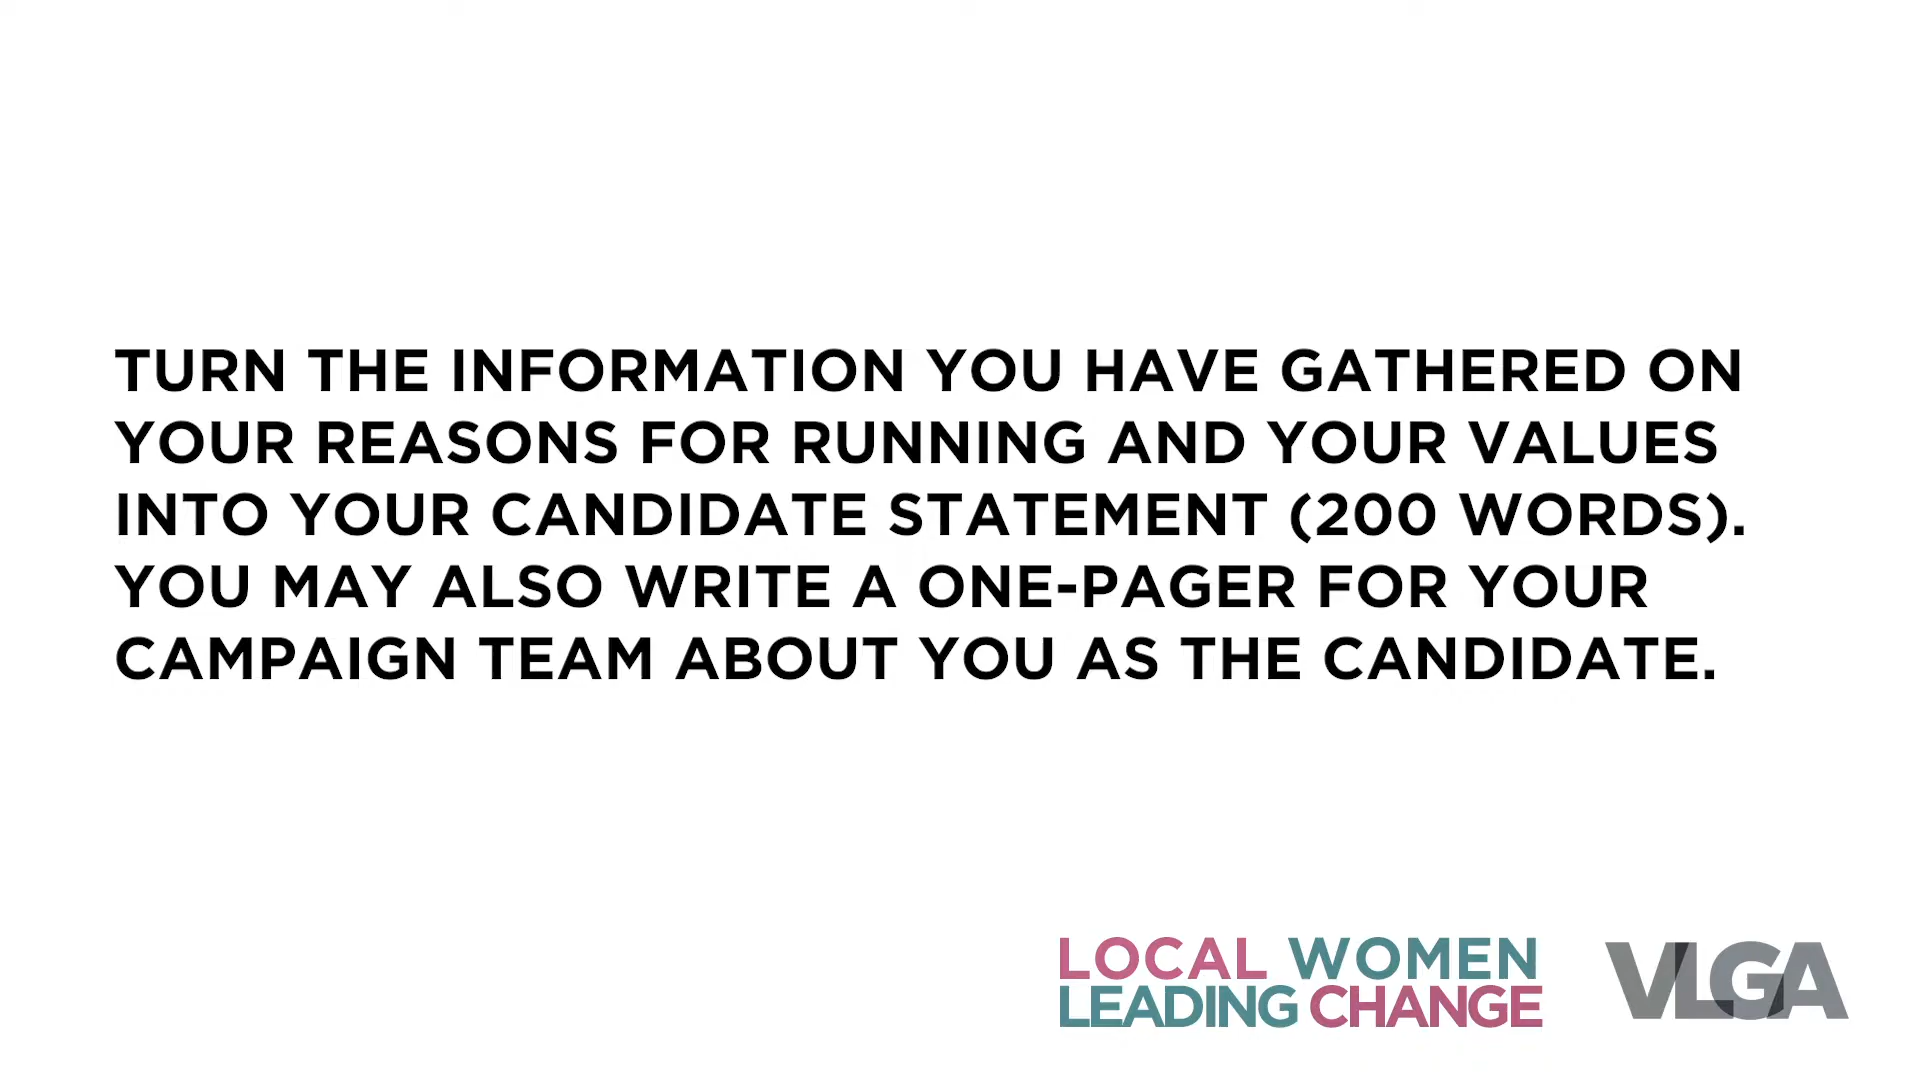 TURN THE INFORMATION YOU HAVE GATHERED ON
YOUR REASONS FOR RUNNING AND YOUR VALUES
INTO YOUR CANDIDATE STATEMENT (200 WORDS).
YOU MAY ALSO WRITE A ONE-PAGER FOR YOUR
CAMPAIGN TEAM ABOUT YOU AS THE CANDIDATE.
LOCAL WOMEN
LEADING CHANGE
VLGA